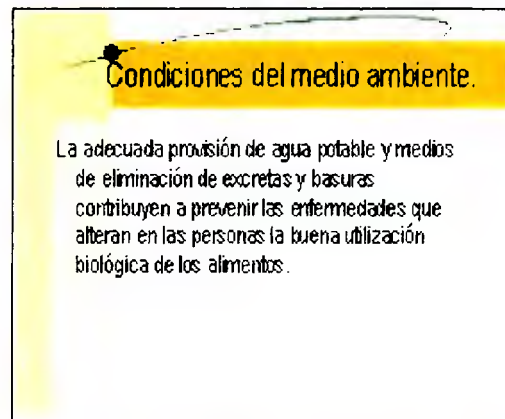 Condiciones del medio ambiente.
La adecuada provisión de agua potable y medios
de eliminación de excretas y basuras
contribuyen a prevenir las enfermedades que
alteran en las personas la buena utilización
biológica de los alimentos.